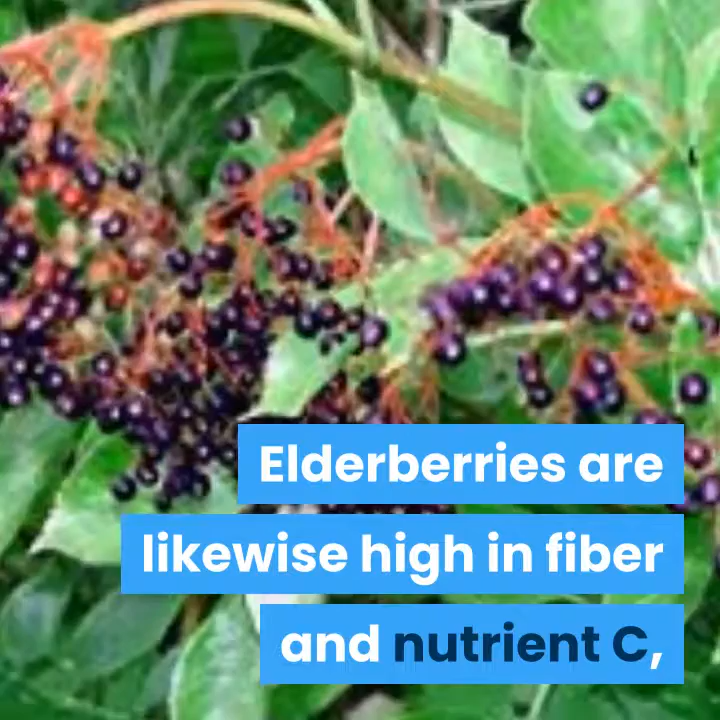 Elderberries are
likewise high in fiber
and nutrient C,